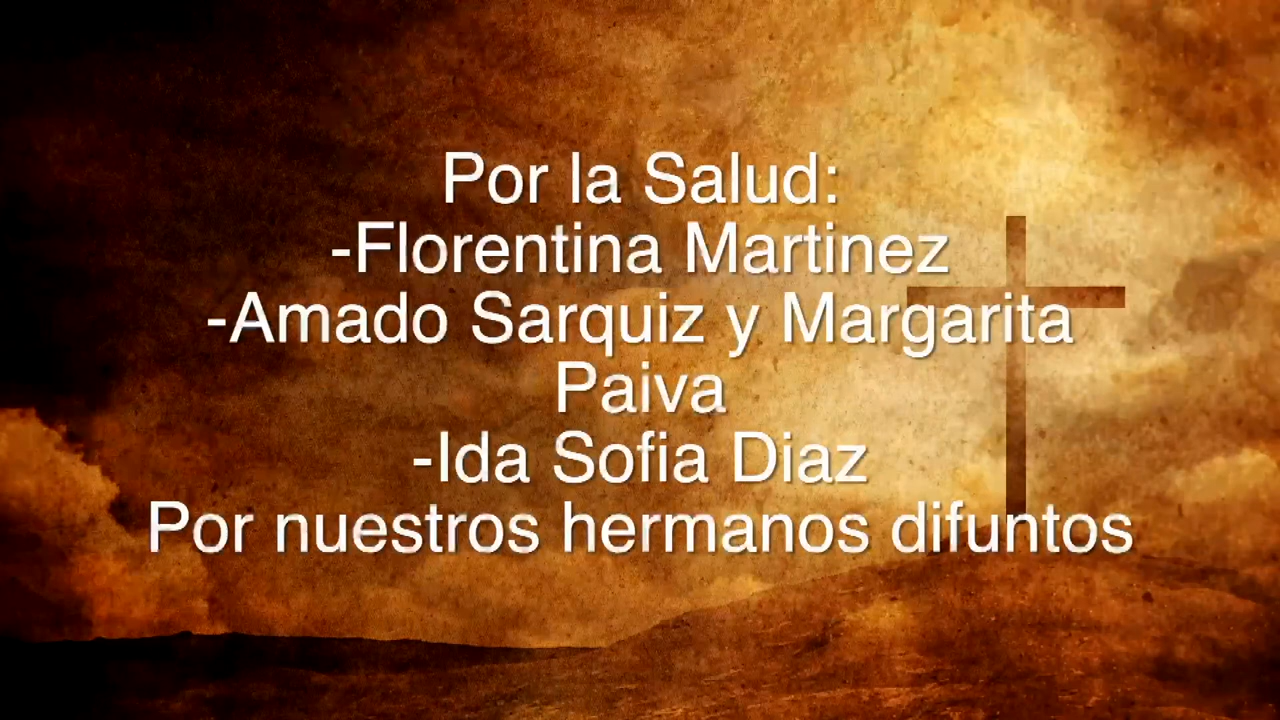 Por la Salud:
-Florentina Martinez
-Amado Sarquiz y Margarita
Paiva
-Ida Sofia Diaz
Por nuestros hermanos difuntos